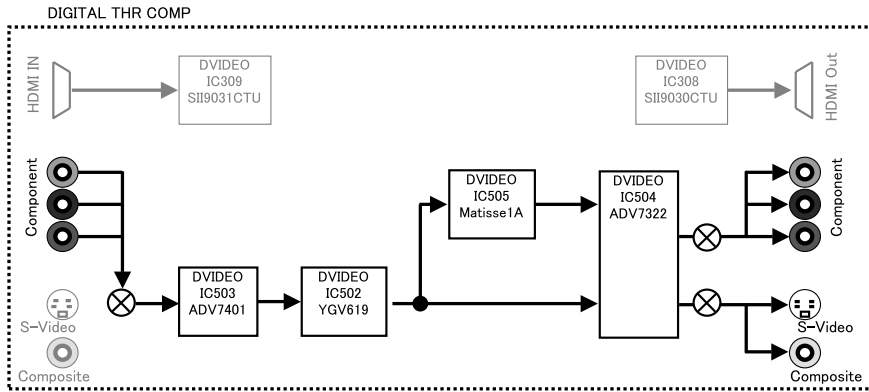 DIGITAL THR COMP
HDMI IN
DVIDEO
IC309
SII9031CTU
DVIDEO
IC308
SII9030CTU
HDMI Out
Component
DVIDEO
IC505
Matisse1A
DVIDEO
IC504
ADV7322
Component
DVIDEO
IC503
ADV7401
DVIDEO
IC502
YGV619
S-Video
S-Video
Composite
Composite